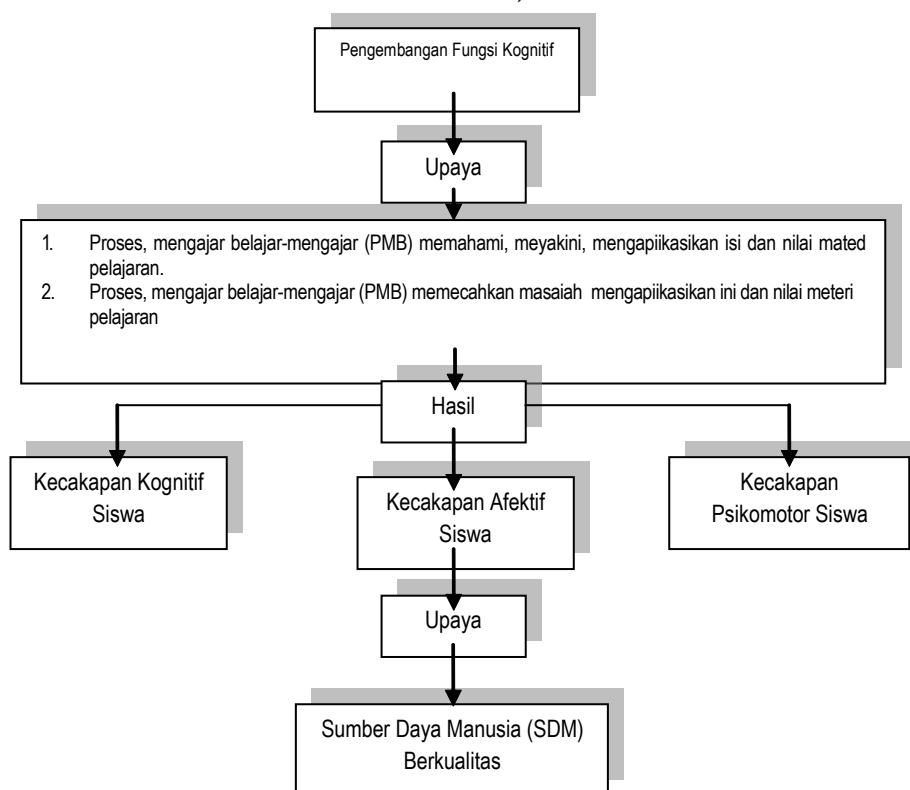 Pengembangan Fungsi Kognitif
Upaya
1. Proses, mengajar belajar-mengajar (PMB) memahami, meyakini, mengapiikasikan isi dan nilai mated
pelajaran.
2. Proses, mengajar belajar-mengajar (PMB) memecahkan masaiah mengapiikasikan ini dan nilai meteri
pelajaran
Hasil
Kecakapan Kognitif
Siswa
Kecakapan Afektif
Siswa
Kecakapan
Psikomotor Siswa
Upaya
Sumber Daya Manusia (SDM)
Berkualitas